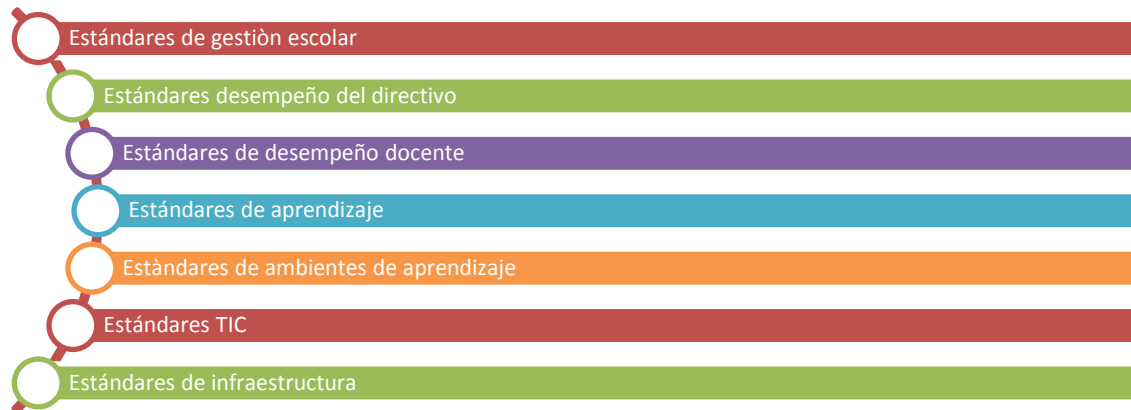 Estándares de gestiòn escolar
Estándares desempeño del directivo
Estándares de desempeño docente
Estándares de aprendizaje
Estàndares de ambientes de aprendizaje
Estándares TIC
Estándares de infraestructura